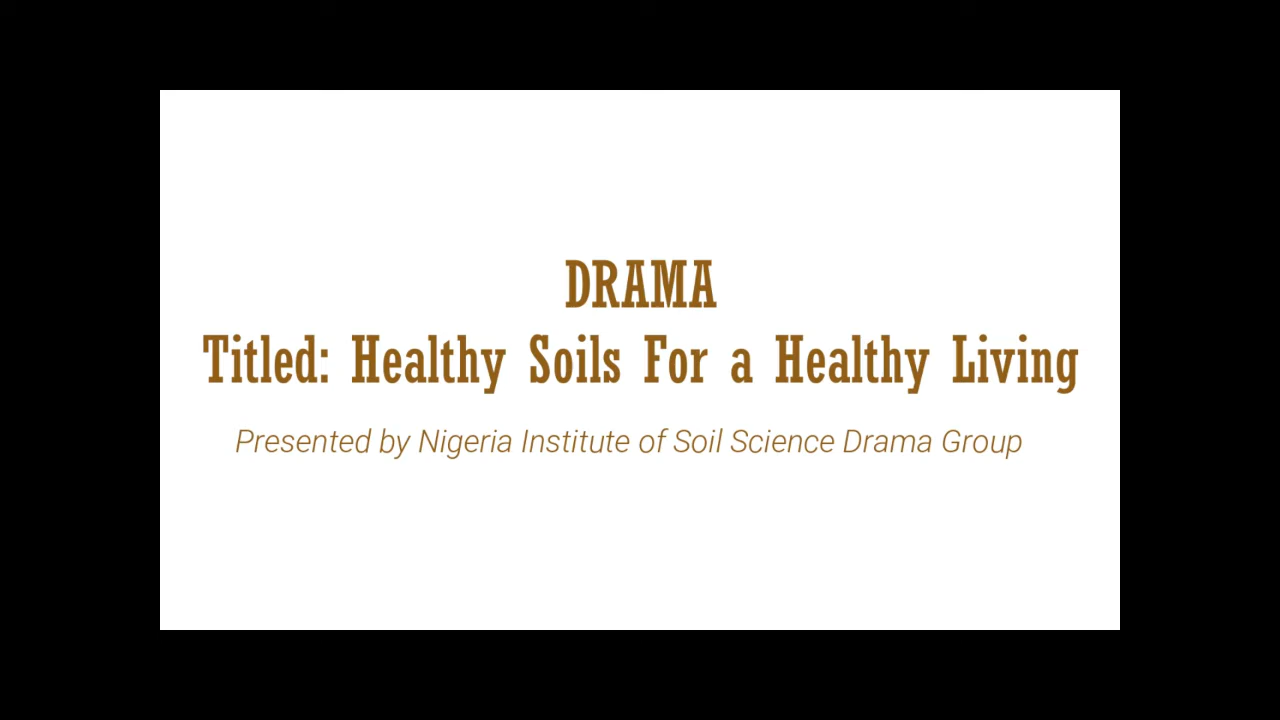 DRAMA
Titled: Healthy Soils For a Healthy Living
Presented by Nigeria Institute of Soil Science Drama Group